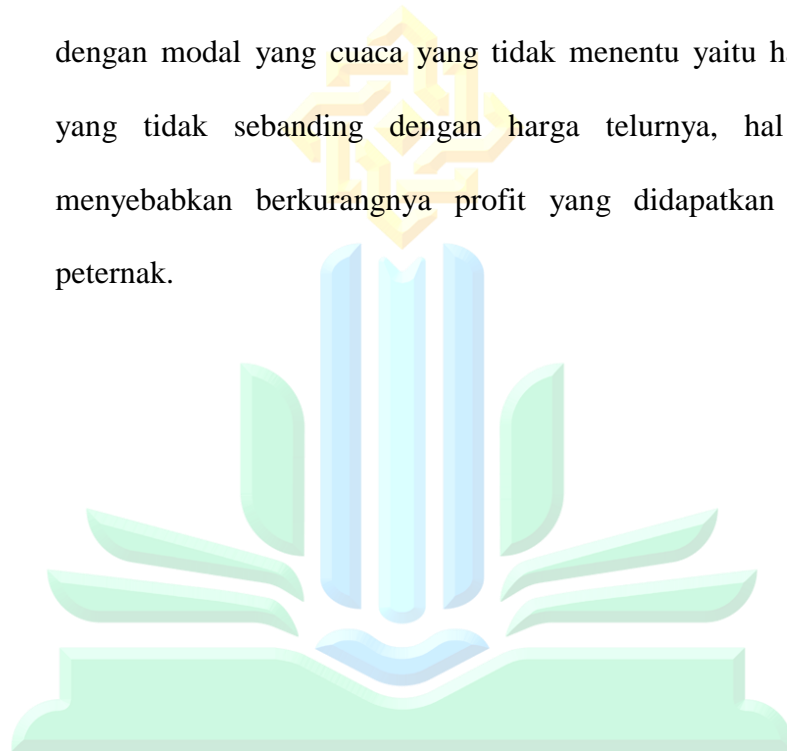 dengan modal yang cuaca yang tidak menentu yaitu
yang tidak sebanding dengan harga telurnya, hal
menyebabkan berkurangnya profit yang didapatkan
peternak.